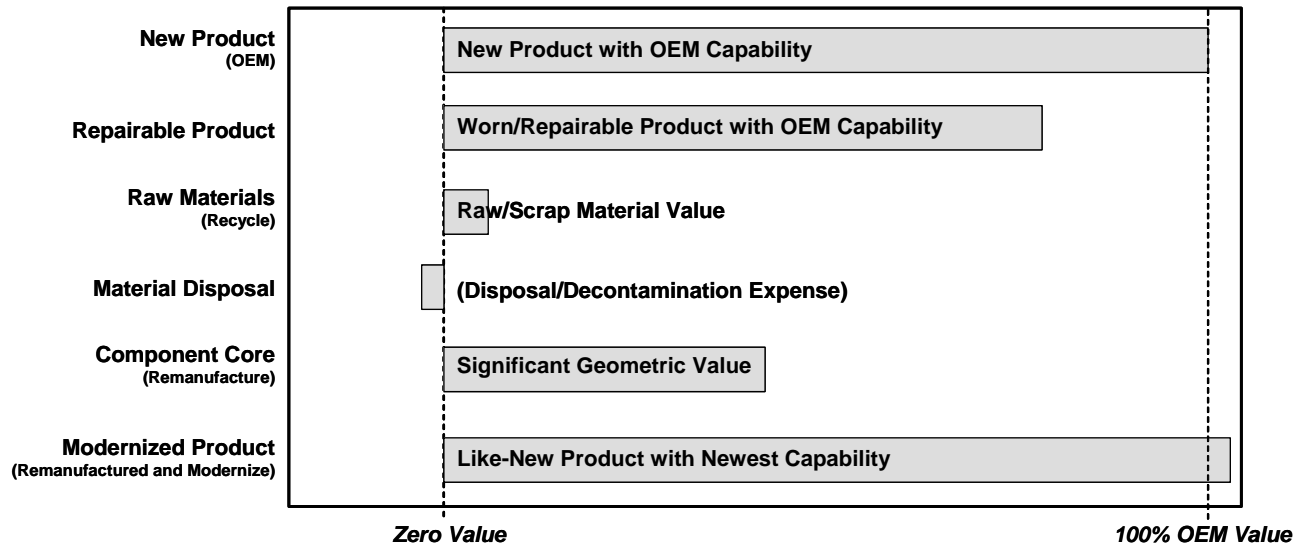 New Product
(OEM)
New Product with OEM Capability
Repairable Product
Worn/Repairable Product with OEM Capability
Raw Materials
(Recycle)
Raw/Scrap Material Value
Material Disposal
(Disposal/Decontamination Expense)
Component Core
(Remanufacture)
Significant Geometric Value
Modernized Product
(Remanufactured and Modernize)
Like-New Product with Newest Capability
Zero Value
100% OEM Value